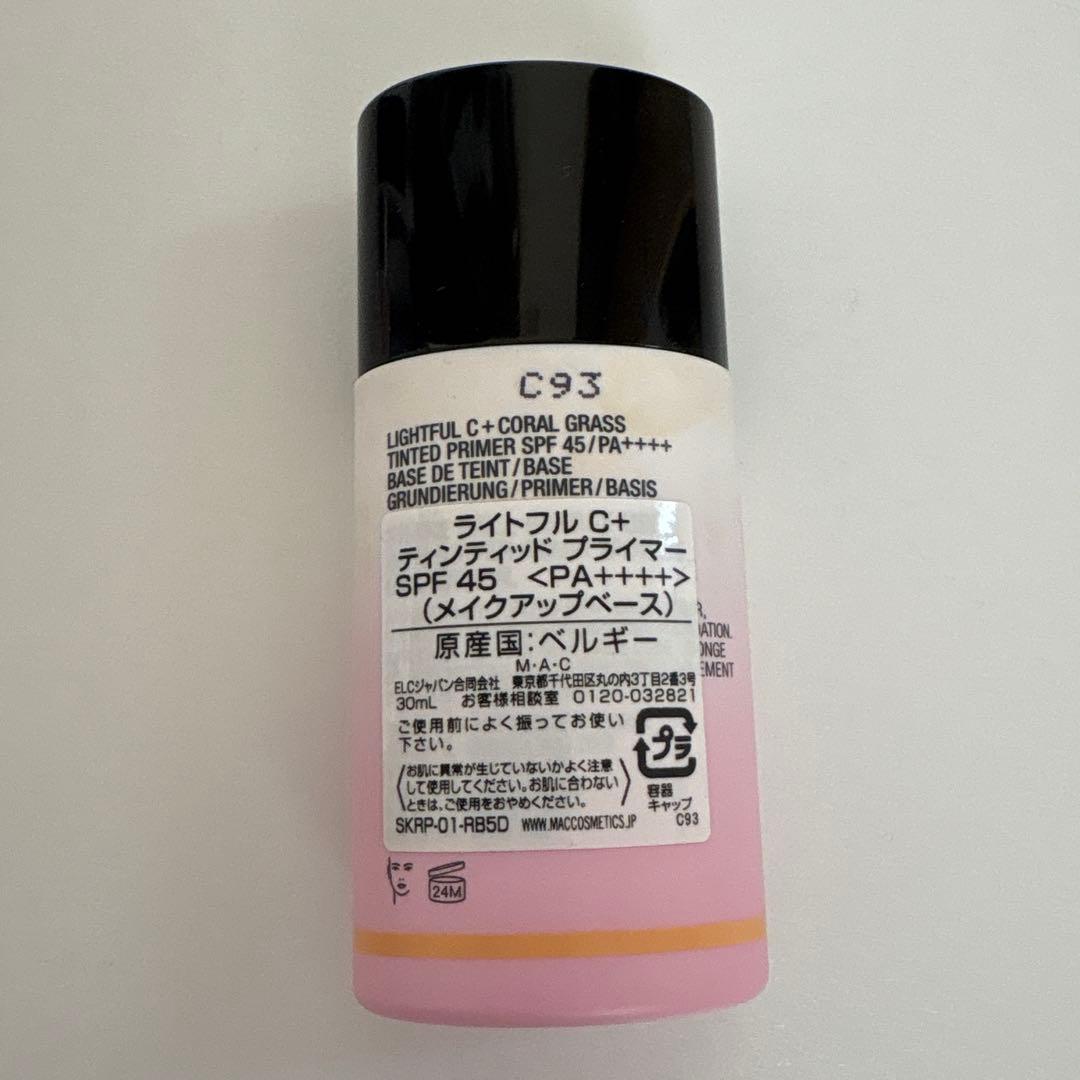 C93
LIGHTFUL C+CORAL GRASS
TINTED PRIMER SPF 45/PA++++
BASE DE TEINT/BASE
GRUNDIERUNG/PRIMER/BASIS
ライトフル C+
ティンティッド プライマー
SPF 45 <PA++++>
(メイクアップベース)
原産国:ベルギー
M・A・C
ELCジャパン合同会社 東京都千代田区丸の内3丁目2番3号
30mL お客様相談室 0120-032821
ご使用前によく振ってお使い
下さい。
プラ
容器
キャップ
お肌に異常が生じていないかよく注意
して使用してください。お肌に合わない
ときは、ご使用をおやめください。
SKRP-01-RB5D WWW.MACCOSMETICS.JP C93
24M